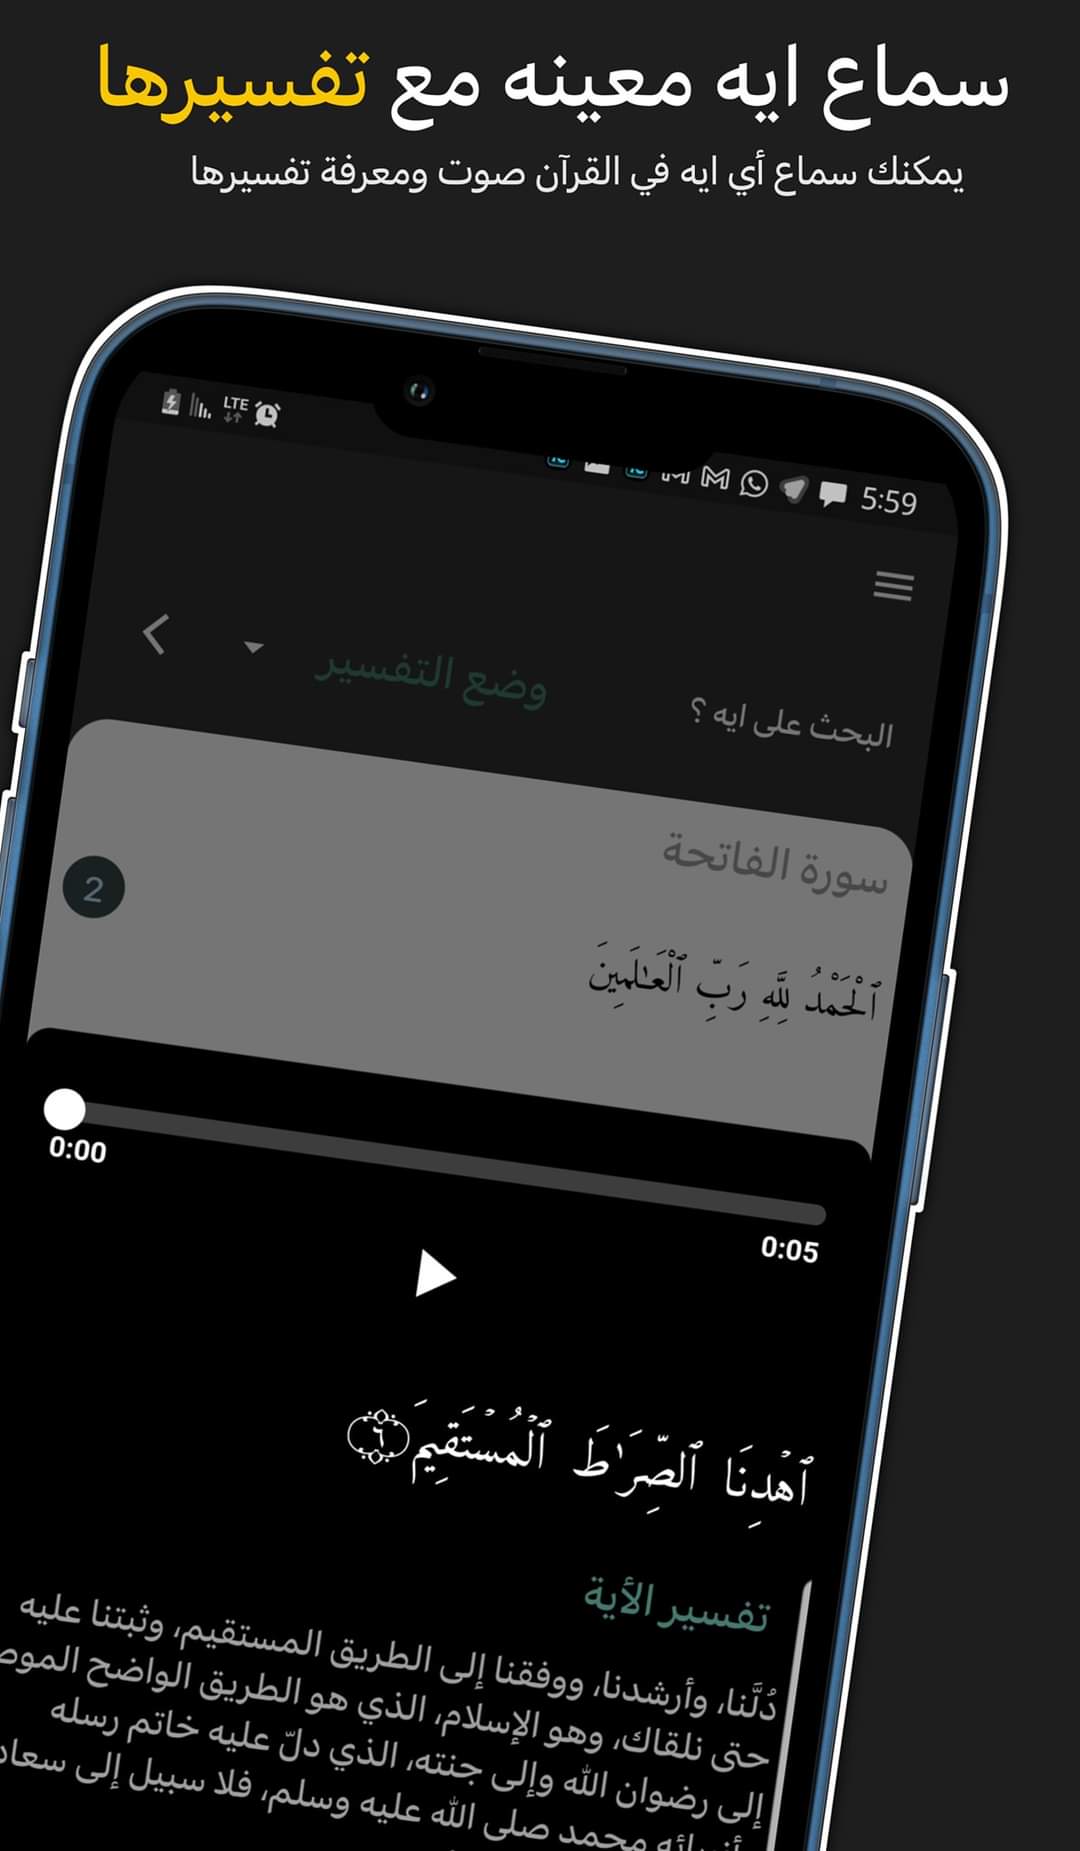 سماع ايه معينه مع تفسيرها
يمكنك سماع أي ايه في القرآن صوت ومعرفة تفسيرها
LTE
5:59
وضع التفسير
البحث على ايه ؟
سورة الفاتحة
2
ٱلْحَمْدُ لِلَّهِ رَبِّ ٱلْعَـٰلَمِينَ
0:00
0:05
ٱهْدِنَا ٱلصِّرَٰطَ ٱلْمُسْتَقِيمَ ٦
تفسير الأية
دُلَّنا، وأرشدنا، ووفقنا إلى الطريق المستقيم، وثبتنا عليه
حتى نلقاك، وهو الإسلام، الذي هو الطريق الواضح
إلى رضوان الله وإلى جنته، الذي دلّ عليه خاتم رسله
وأنبيائه محمد صلى الله عليه وسلم، فلا سبيل إلى